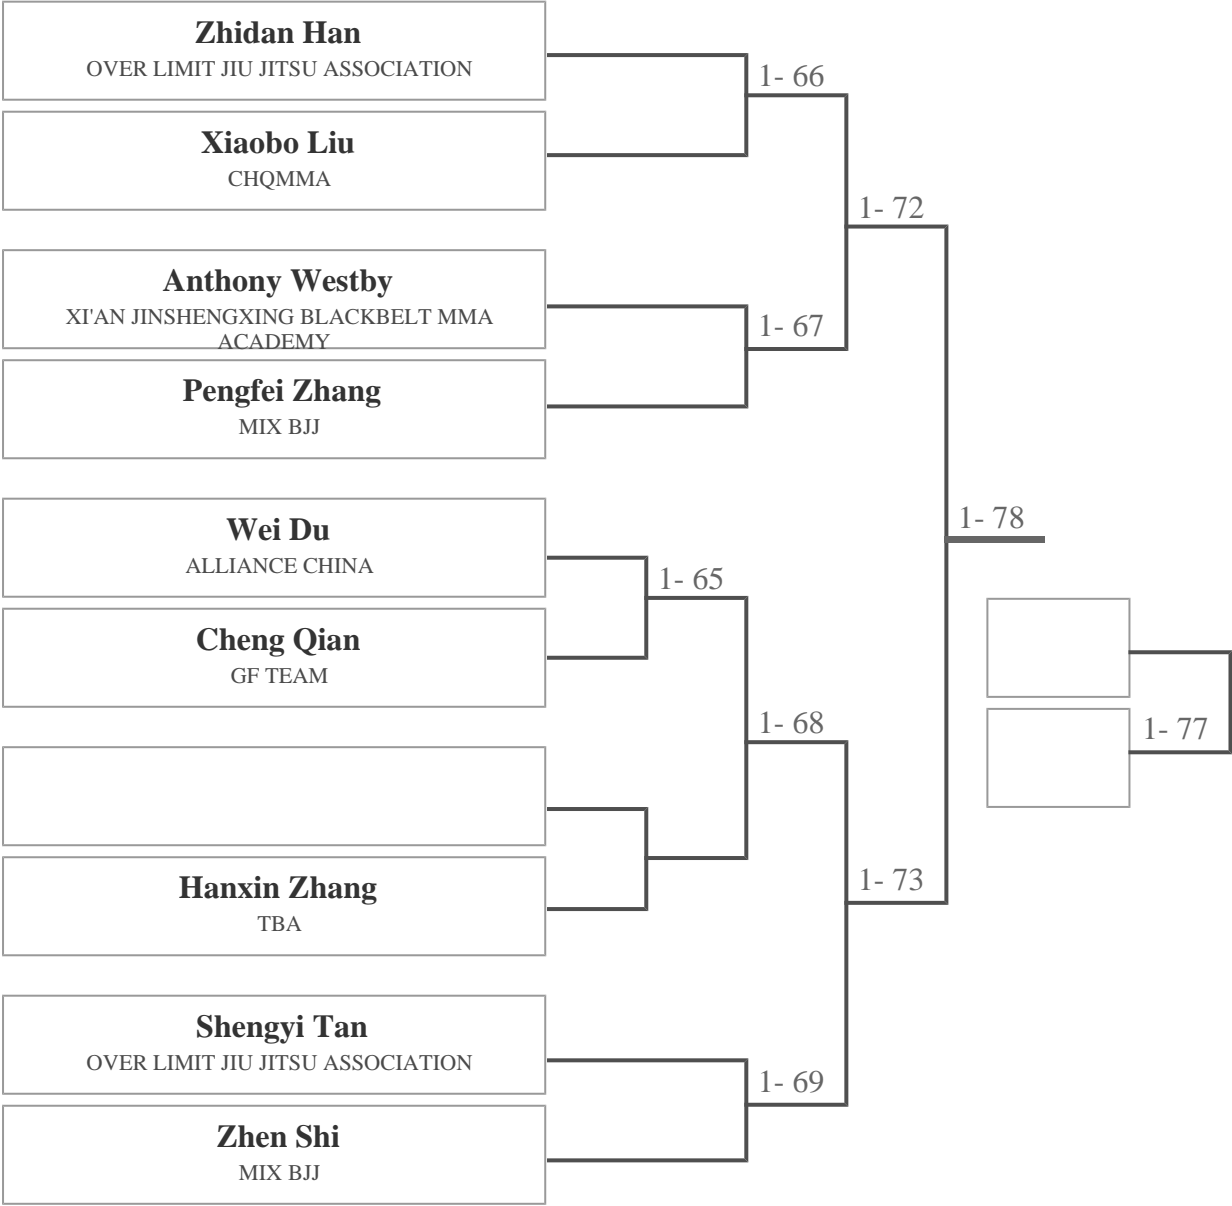 Zhidan Han
OVER LIMIT JIU JITSU ASSOCIATION
1- 66
Xiaobo Liu
CHQMMA
1- 72
Anthony Westby
XI'AN JINSHENGXING BLACKBELT MMA
ACADEMY
1- 67
Pengfei Zhang
MIX BJJ
Wei Du
ALLIANCE CHINA
1- 78
1- 65
Cheng Qian
GF TEAM
1- 68
1- 77
Hanxin Zhang
TBA
1- 73
Shengyi Tan
OVER LIMIT JIU JITSU ASSOCIATION
1- 69
Zhen Shi
MIX BJJ